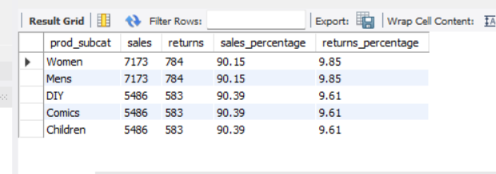 Result Grid Filter Rows: Export: Wrap Cell Content:
prod_subcat sales returns sales_percentage returns_percentage
Women 7173 784 90.15 9.85
Mens 7173 784 90.15 9.85
DIY 5486 583 90.39 9.61
Comics 5486 583 90.39 9.61
Children 5486 583 90.39 9.61